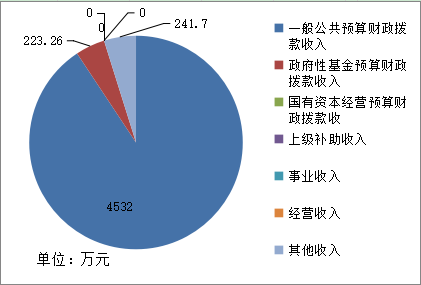 0
0
0
241.7
223.26
4532
单位：万元
一般公共预算财政拨
款收入
政府性基金预算财政
拨款收入
国有资本经营预算财
政拨款收
上级补助收入
事业收入
经营收入
其他收入